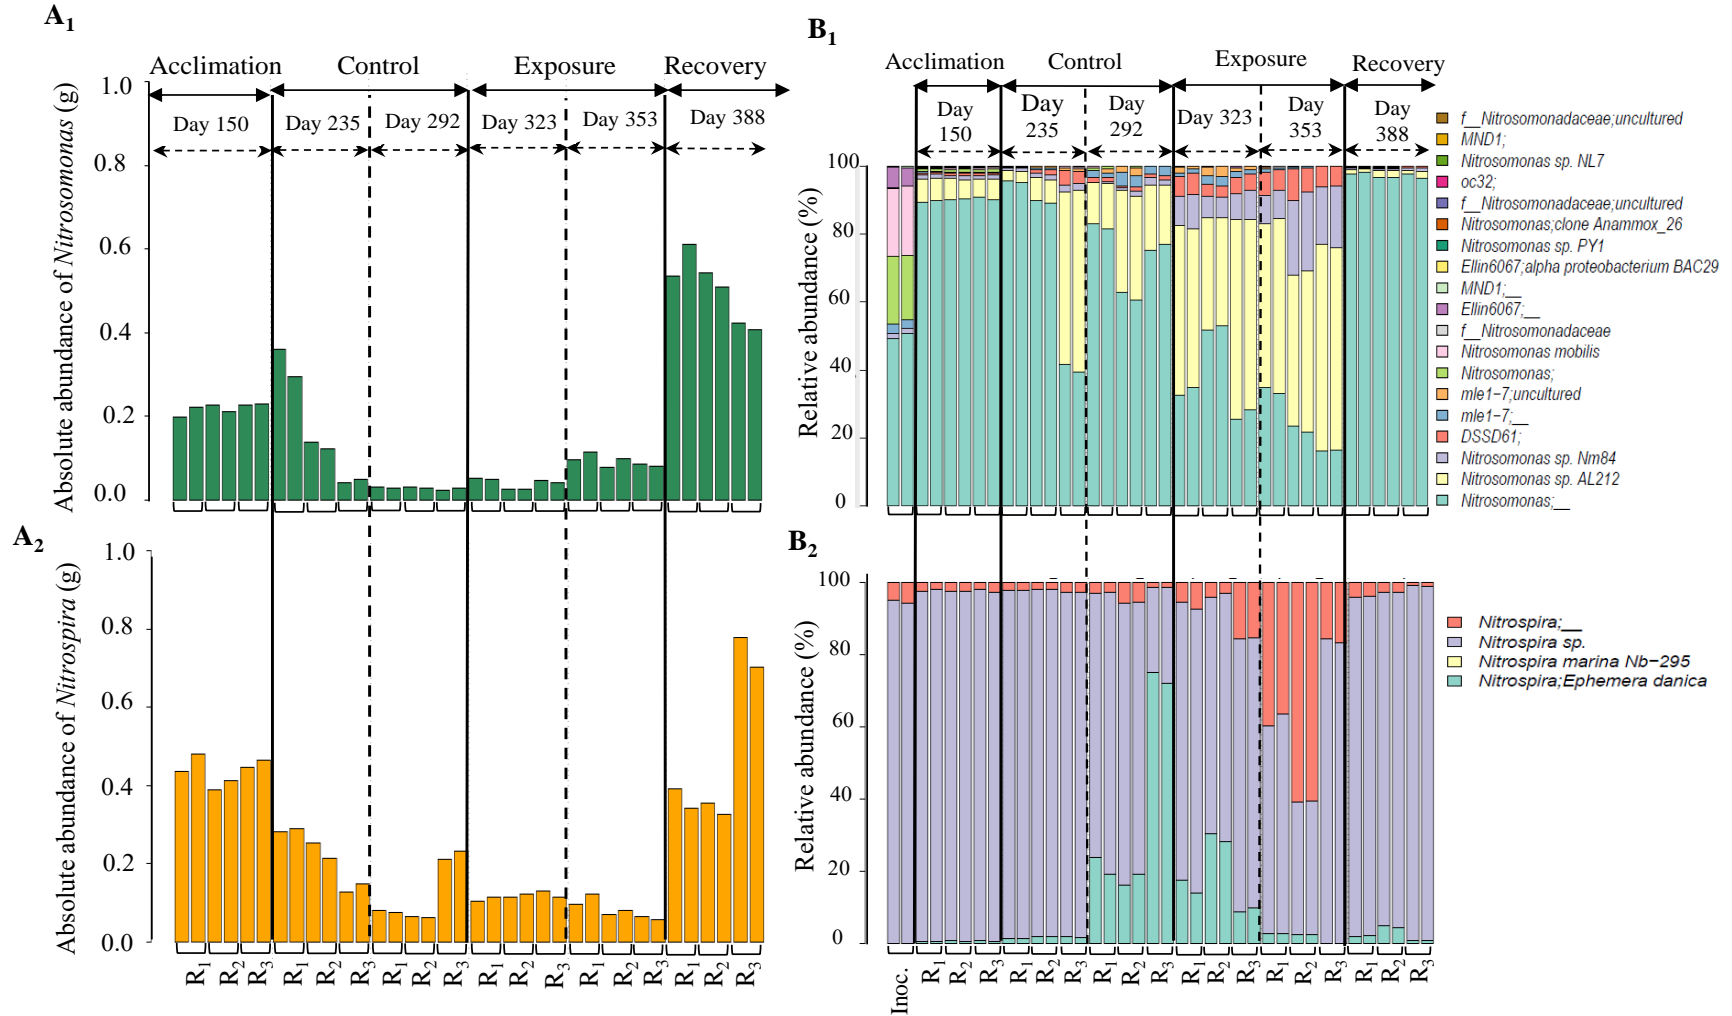 A1
Acclimation Control Exposure Recovery
Day 150 Day 235 Day 292 Day 323 Day 353 Day 388
Absolute abundance of Nitrosomonas (g)
1.0
0.8
0.6
0.4
0.2
0.0
A2
Absolute abundance of Nitrospira (g)
1.0
0.8
0.6
0.4
0.2
0.0
R1 R2 R3 R1 R2 R3 R1 R2 R3 R1 R2 R3 R1 R2 R3 R1 R2 R3
B1
Acclimation Control Exposure Recovery
Day 150 Day 235 Day 292 Day 323 Day 353 Day 388
Relative abundance (%)
100
80
60
40
20
0
f__Nitrosomonadaceae;uncultured
MND1;
Nitrosomonas sp. NL7
oc32;
f__Nitrosomonadaceae;uncultured
Nitrosomonas;clone Anammox_26
Nitrosomonas sp. PY1
Ellin6067;alpha proteobacterium BAC29
MND1;__
Ellin6067;__
f__Nitrosomonadaceae
Nitrosomonas mobilis
Nitrosomonas;
mle1−7;uncultured
mle1−7;__
DSSD61;
Nitrosomonas sp. Nm84
Nitrosomonas sp. AL212
Nitrosomonas;__
B2
Relative abundance (%)
100
80
60
40
20
0
Nitrospira;__
Nitrospira sp.
Nitrospira marina Nb−295
Nitrospira;Ephemera danica
Inoc. R1 R2 R3 R1 R2 R3 R1 R2 R3 R1 R2 R3 R1 R2 R3 R1 R2 R3